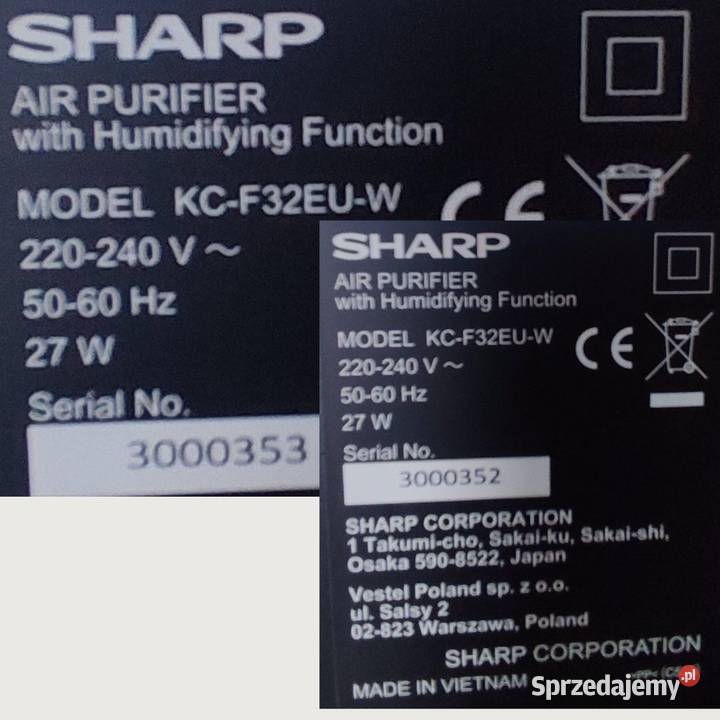 SHARP
AIR PURIFIER
with Humidifying Function
MODEL KC-F32EU-W
220-240 V ~
50-60 Hz
27 W
Serial No.
3000353
CE
SHARP
AIR PURIFIER
with Humidifying Function
MODEL KC-F32EU-W
220-240 V ~
50-60 Hz
27 W
CE
Serial No.
3000352
SHARP CORPORATION
1 Takumi-cho, Sakai-ku, Sakai-shi,
Osaka 590-8522, Japan
Vestel Poland sp. z o.o.
ul. Salsy 2
02-823 Warszawa, Poland
SHARP CORPORATION
MADE IN VIETNAM
Sprzedajemy.pl